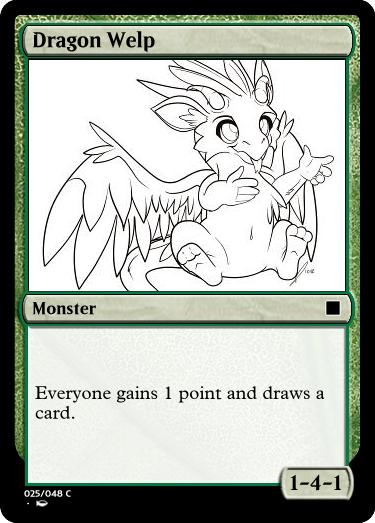 Dragon Welp
Monster
Everyone gains 1 point and draws a
card.
1-4-1
025/048 C